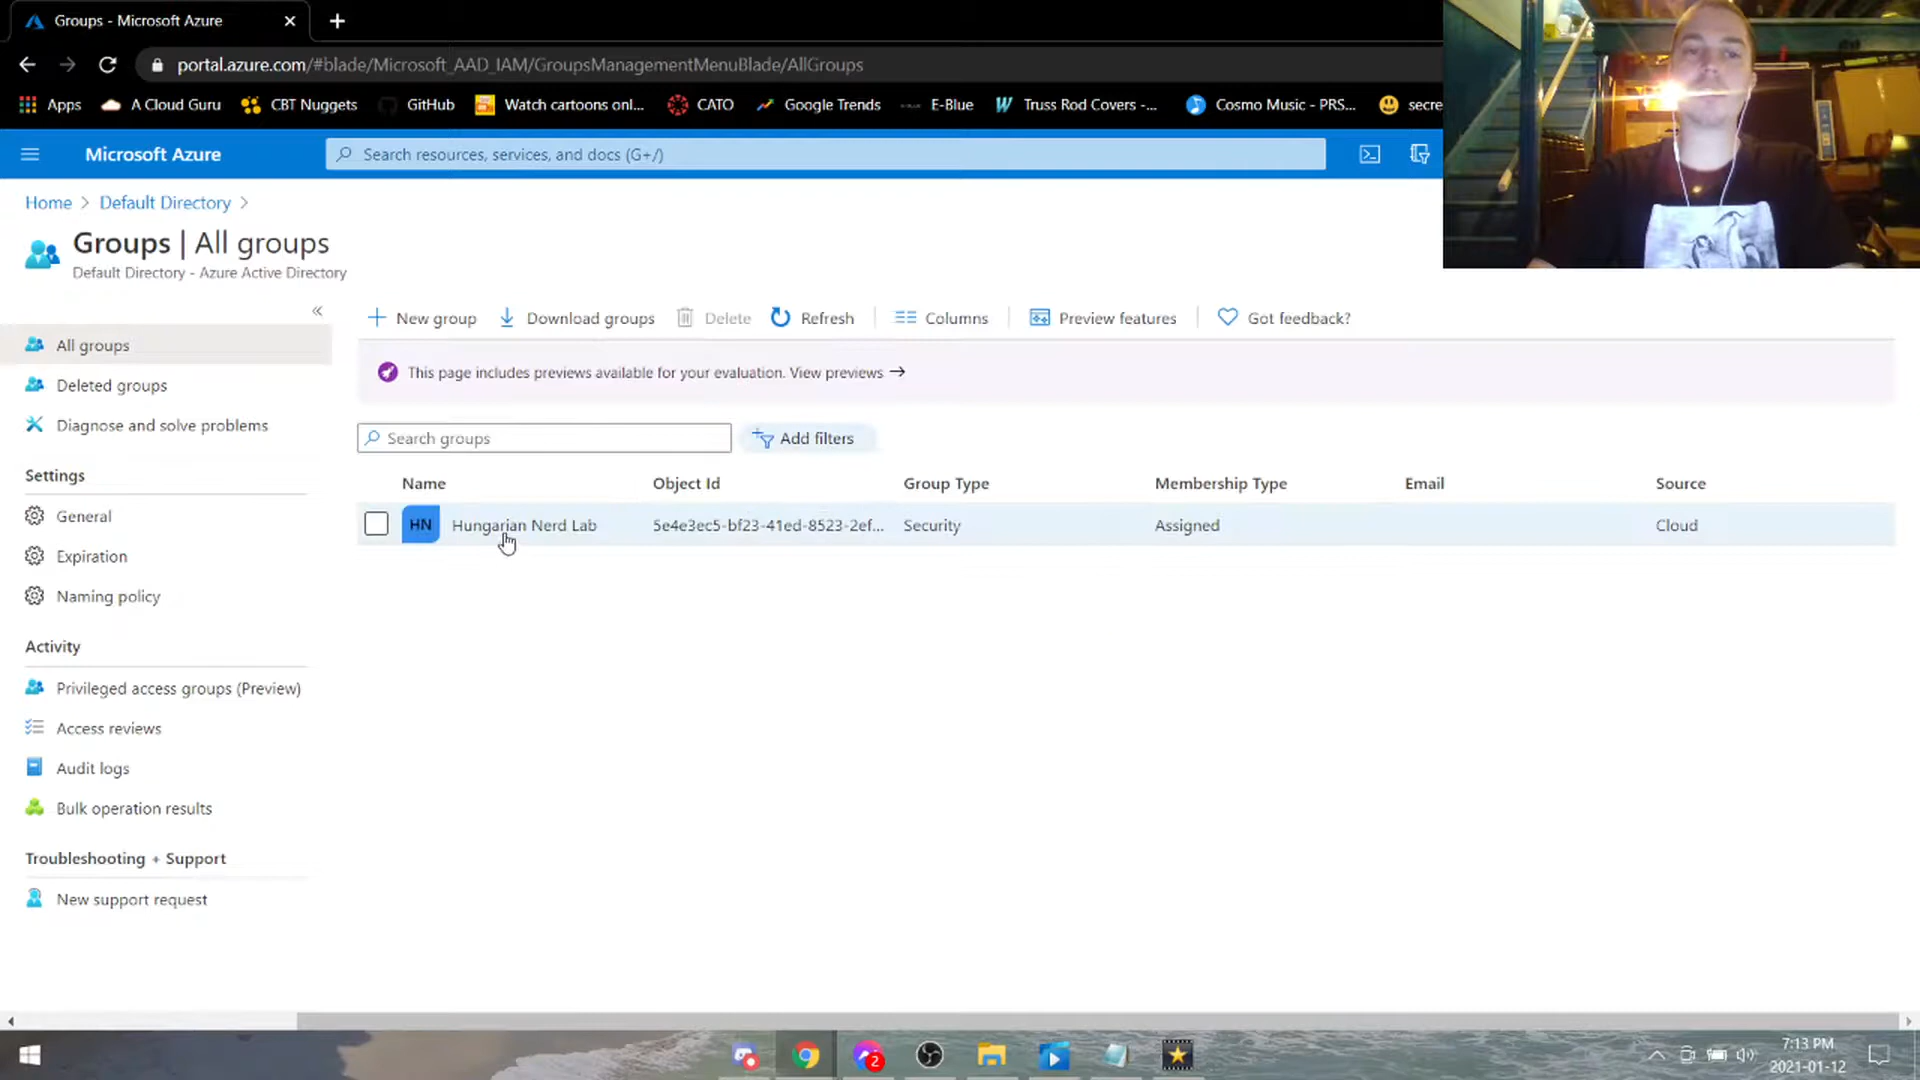 Groups - Microsoft Azure
portal.azure.com/#blade/Microsoft_AAD_IAM/GroupsManagementMenuBlade/AllGroups
Apps A Cloud Guru CBT Nuggets GitHub Watch cartoons onl... CATO Google Trends E-Blue Truss Rod Covers -... Cosmo Music - PRS... secre
Microsoft Azure Search resources, services, and docs (G+/)
Home > Default Directory >
Groups | All groups
Default Directory - Azure Active Directory
«
New group Download groups Delete Refresh Columns Preview features Got feedback?
This page includes previews available for your evaluation. View previews →
Search groups Add filters
Name Object Id Group Type Membership Type Email Source
HN Hungarian Nerd Lab 5e4e3ec5-bf23-41ed-8523-2ef... Security Assigned Cloud
All groups
Deleted groups
Diagnose and solve problems
Settings
General
Expiration
Naming policy
Activity
Privileged access groups (Preview)
Access reviews
Audit logs
Bulk operation results
Troubleshooting + Support
New support request
2
7:13 PM
2021-01-12